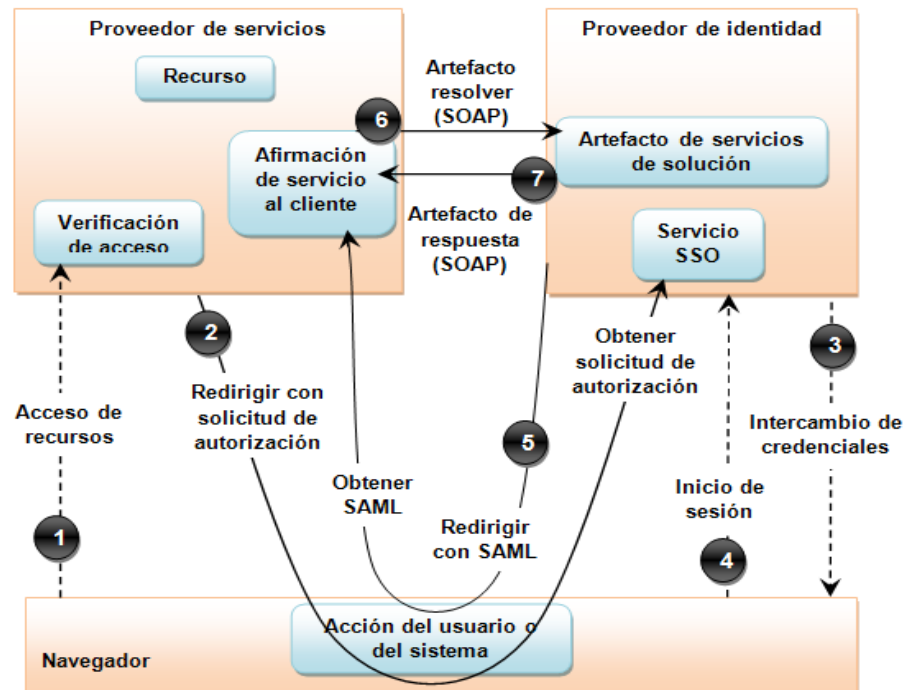 Proveedor de servicios
Recurso
Afirmación
de servicio
al cliente
Verificación
de acceso
Artefacto
resolver
(SOAP)
6
7
Artefacto de
respuesta
(SOAP)
Proveedor de identidad
Artefacto de servicios
de solución
Servicio
SSO
2
Redirigir con
solicitud de
autorización
Obtener
solicitud de
autorización
3
Intercambio de
credenciales
Acceso de
recursos
1
Obtener
SAML
5
Redirigir
con SAML
Inicio de
sesión
4
Acción del usuario o
del sistema
Navegador